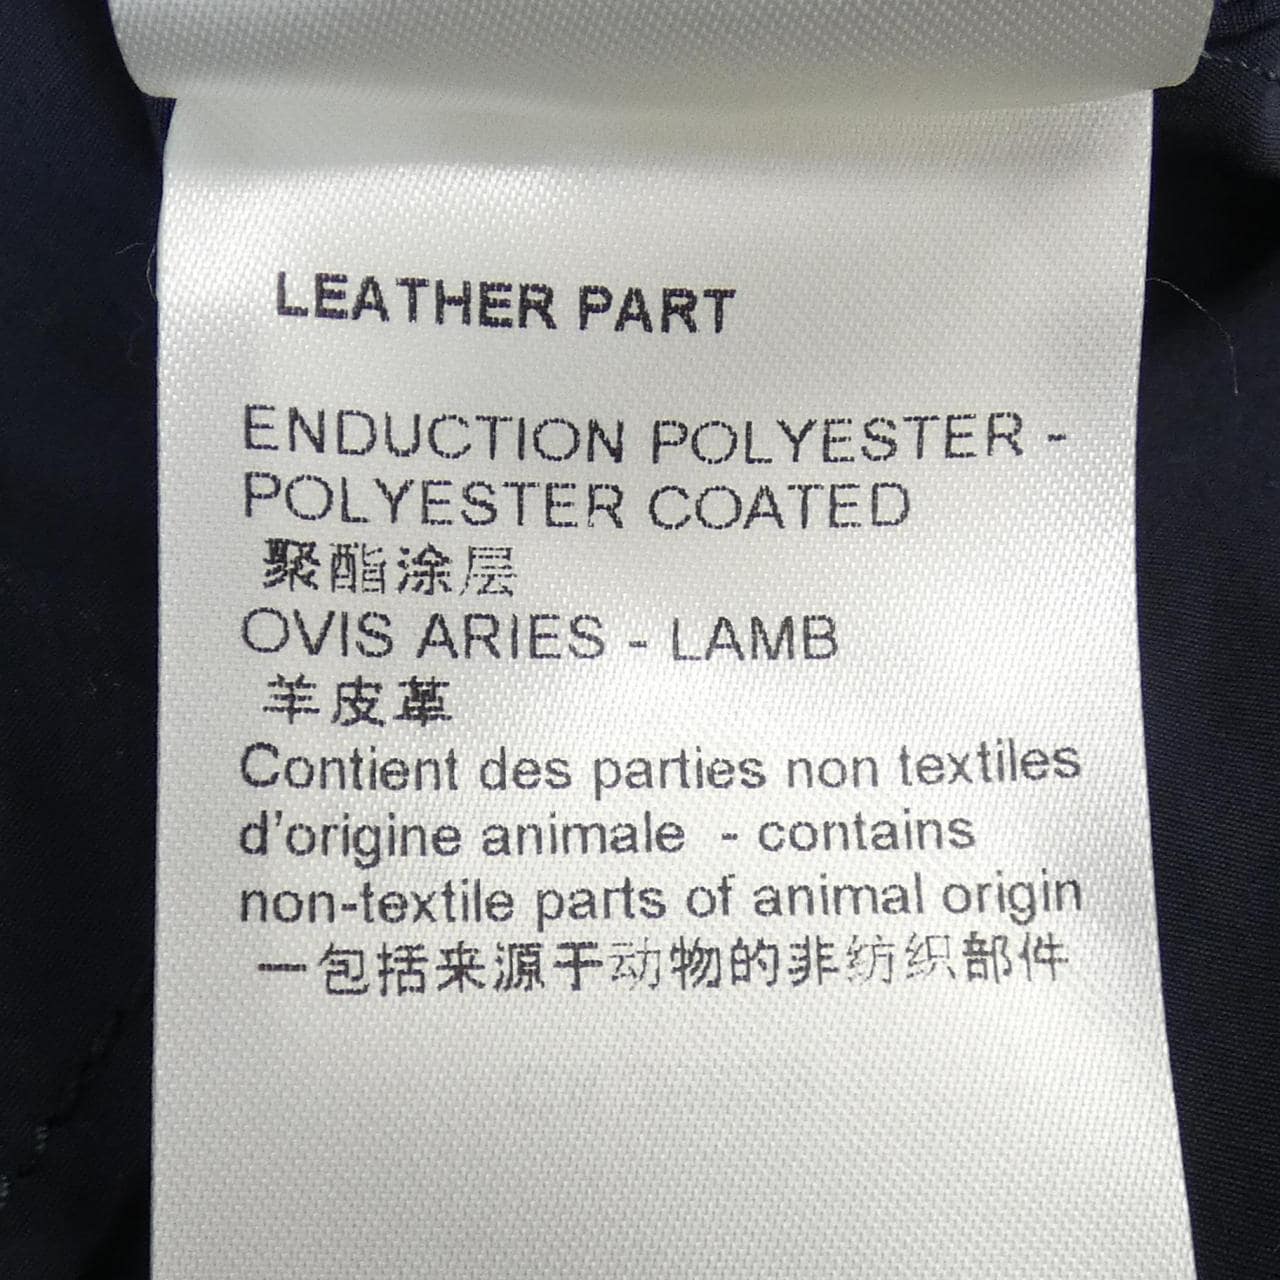 LEATHER PART
ENDUCTION POLYESTER -
POLYESTER COATED
聚酯涂层
OVIS ARIES - LAMB
羊皮革
Contient des parties non textiles
d'origine animale - contains
non-textile parts of animal origin
一包括来源于动物的非纺织部件